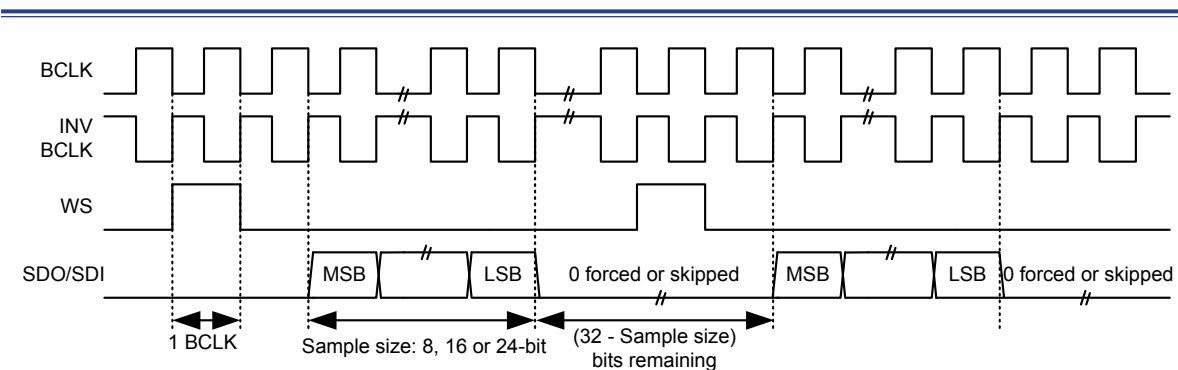 BCLK
INV
BCLK
WS
SDO/SDI
MSB
LSB
0 forced or skipped
MSB
LSB
0 forced or skipped
1 BCLK
Sample size: 8, 16 or 24-bit
(32 - Sample size)
bits remaining